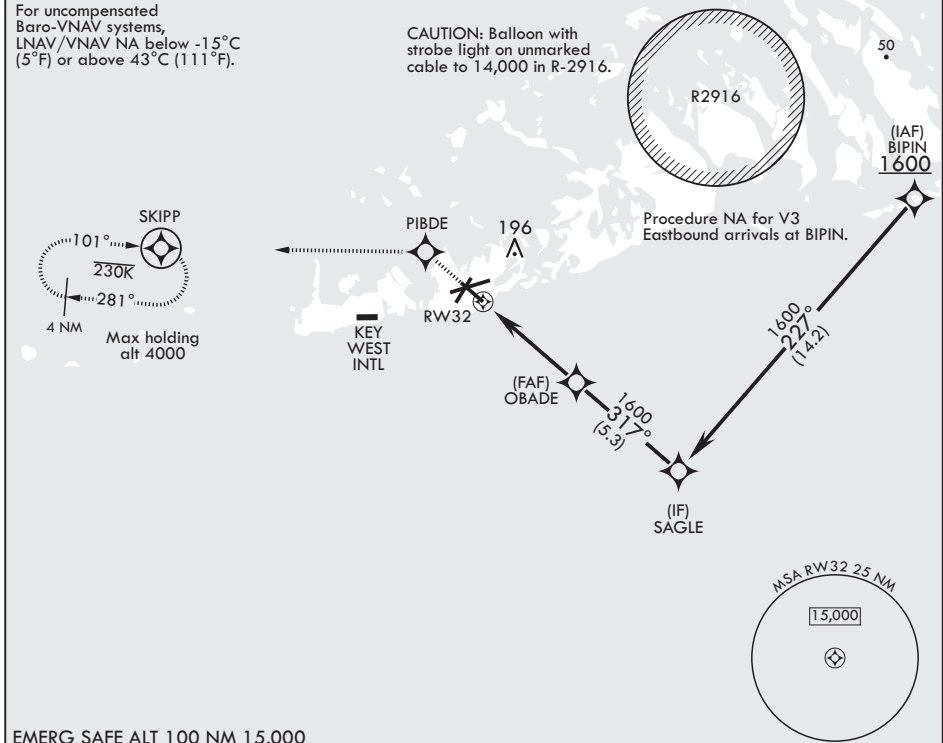 For uncompensated
Baro-VNAV systems,
LNAV/VNAV NA below -15°C
(5°F) or above 43°C (111°F).
CAUTION: Balloon with
strobe light on unmarked
cable to 14,000 in R-2916.
R2916
50
(IAF)
BIPIN
1600
SKIPP
101°
230K
281°
4 NM
Max holding
alt 4000
PIBDE
196
Procedure NA for V3
Eastbound arrivals at BIPIN.
RW32
KEY
WEST
INTL
1600
227°
(14.2)
(FAF)
OBADE
1600
317°
(5.3)
(IF)
SAGLE
MSA RW32 25 NM
15,000
EMERG SAFE ALT 100 NM 15,000